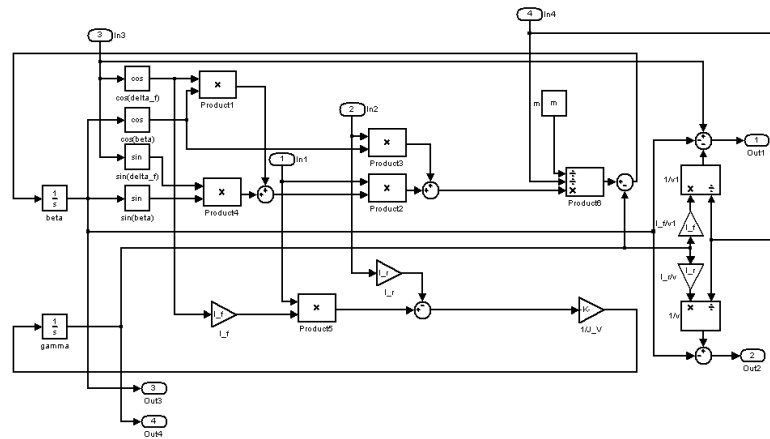 4
In4
3
In3
cos
cos(delta_f)
×
Product1
m
m
2
In2
cos
cos(beta)
1
Out1
×
Product3
1
In1
sin
sin(delta_f)
÷
÷
×
Product6
1/v1
÷
×
1
s
beta
sin
sin(beta)
×
Product4
×
Product2
l_f/v1
l_f
l_r
l_r
l_r/v
l_r
1
s
gamma
l_f
l_f
×
Product5
-K-
1/J_V
1/v
×
÷
2
Out2
3
Out3
4
Out4